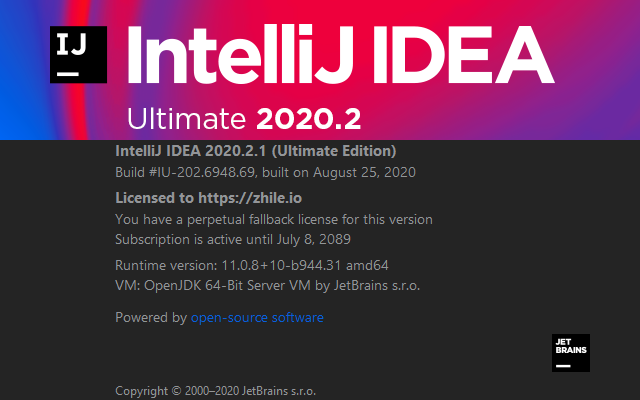 IJ
IntelliJ IDEA
Ultimate 2020.2
IntelliJ IDEA 2020.2.1 (Ultimate Edition)
Build #IU-202.6948.69, built on August 25, 2020
Licensed to https://zhile.io
You have a perpetual fallback license for this version
Subscription is active until July 8, 2089
Runtime version: 11.0.8+10-b944.31 amd64
VM: OpenJDK 64-Bit Server VM by JetBrains s.r.o.
Powered by open-source software
JET
BRAINS
Copyright © 2000–2020 JetBrains s.r.o.